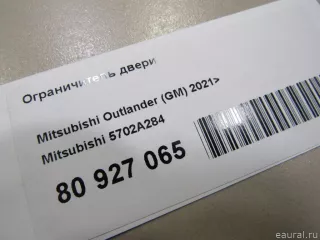 Ограничитель двери
Mitsubishi Outlander (GM) 2021>
Mitsubishi 5702A284
80 927 065
eaural.ru